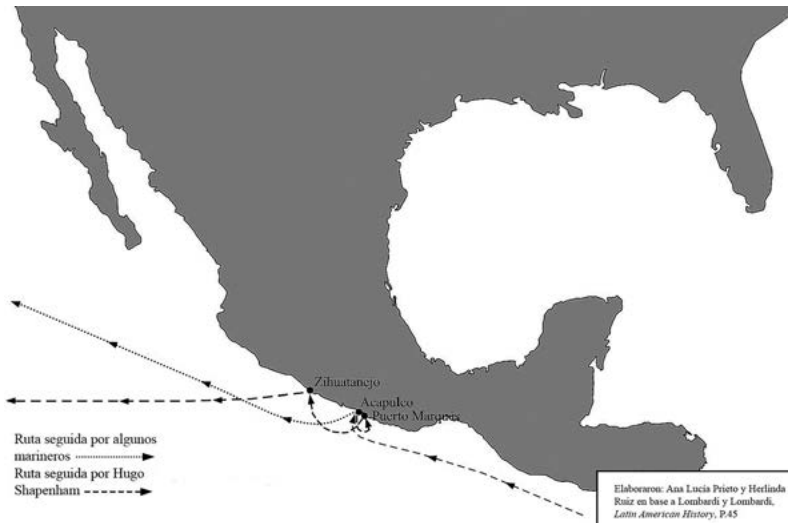 Zihuatanejo
Acapulco
Puerto Marques
Ruta seguida por algunos
marineros
Ruta seguida por Hugo
Shapenham
Elaboraron: Ana Lucía Prieto y Herlinda
Ruiz en base a Lombardi y Lombardi,
Latin American History, P.45